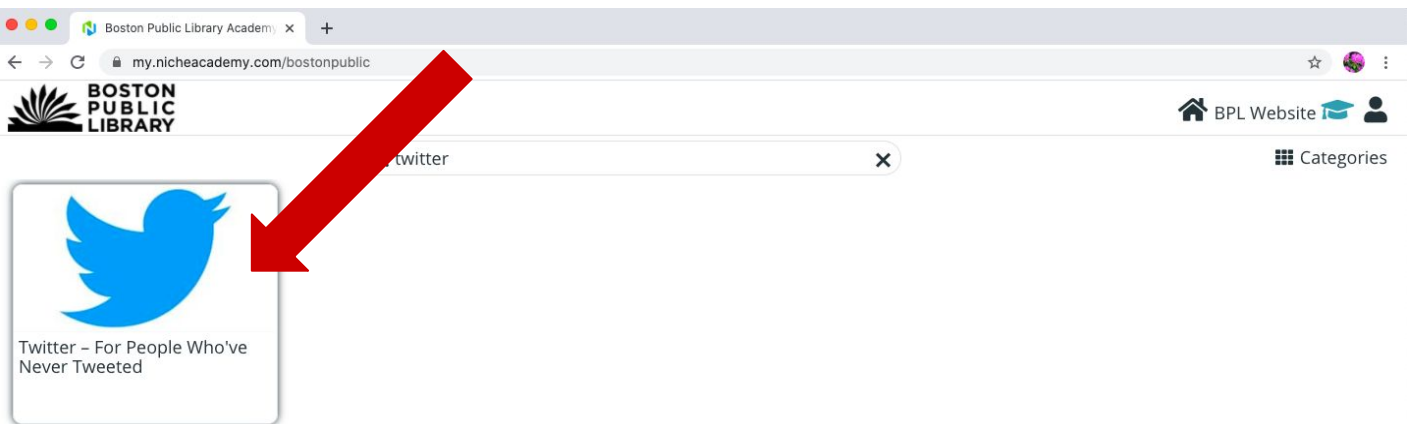 Boston Public Library Academy
my.nicheacademy.com/bostonpublic
BOSTON
PUBLIC
LIBRARY
BPL Website
twitter
Categories
Twitter – For People Who've
Never Tweeted